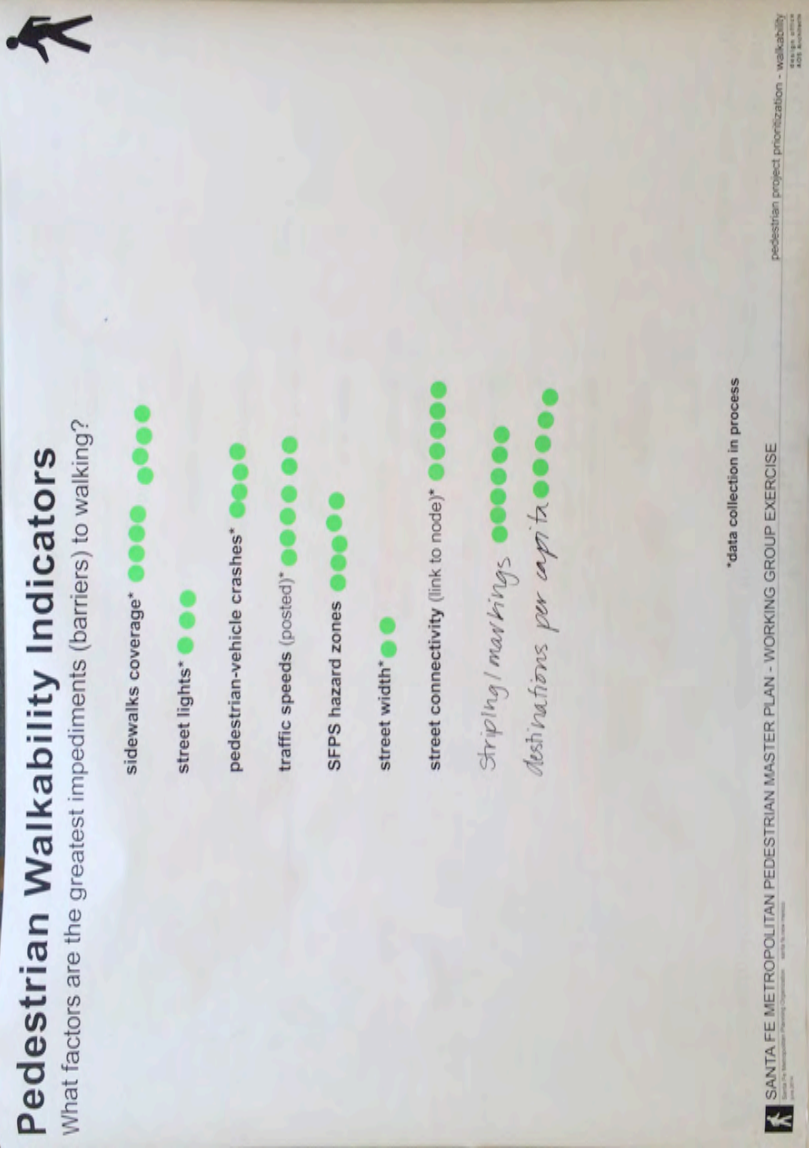 Pedestrian Walkability Indicators
What factors are the greatest impediments (barriers) to walking?
sidewalks coverage*
street lights*
pedestrian-vehicle crashes*
traffic speeds (posted)*
SFPS hazard zones
street width*
street connectivity (link to node)*
Striping/markings
destinations per capita
*data collection in process
SANTA FE METROPOLITAN PEDESTRIAN MASTER PLAN - WORKING GROUP EXERCISE
pedestrian project prioritization - walkability
design office